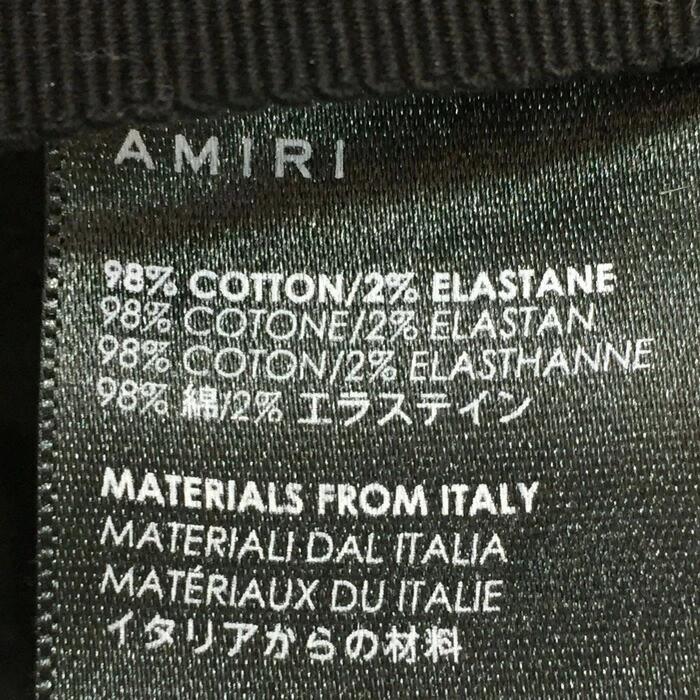 AMIRI
98% COTTON/2% ELASTANE
98% COTONE/2% ELASTAN
98% COTON/2% ELASTHANNE
98% 綿/2% エラステイン
MATERIALS FROM ITALY
MATERIALI DAL ITALIA
MATÉRIAUX DU ITALIE
イタリアからの材料